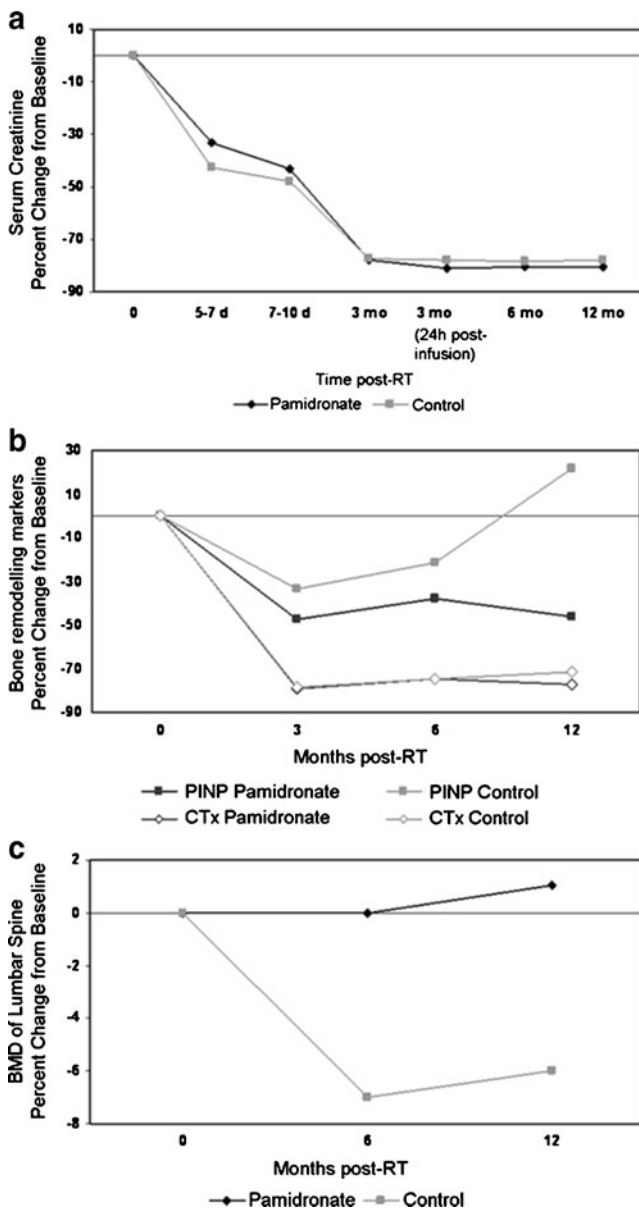 a
Serum Creatinine
Percent Change from Baseline
10
-10
-30
-50
-70
-90
0 5-7 d 7-10 d 3 mo 3 mo 6 mo 12 mo
(24h post-
infusion)
Time post-RT
Pamidronate Control
b
Bone remodelling markers
Percent Change from Baseline
30
10
-10
-30
-50
-70
-90
0 3 6 12
Months post-RT
PINP Pamidronate PINP Control
CTx Pamidronate CTx Control
c
BMD of Lumbar Spine
Percent Change from Baseline
2
0
-2
-4
-6
-8
0 6 12
Months post-RT
Pamidronate Control